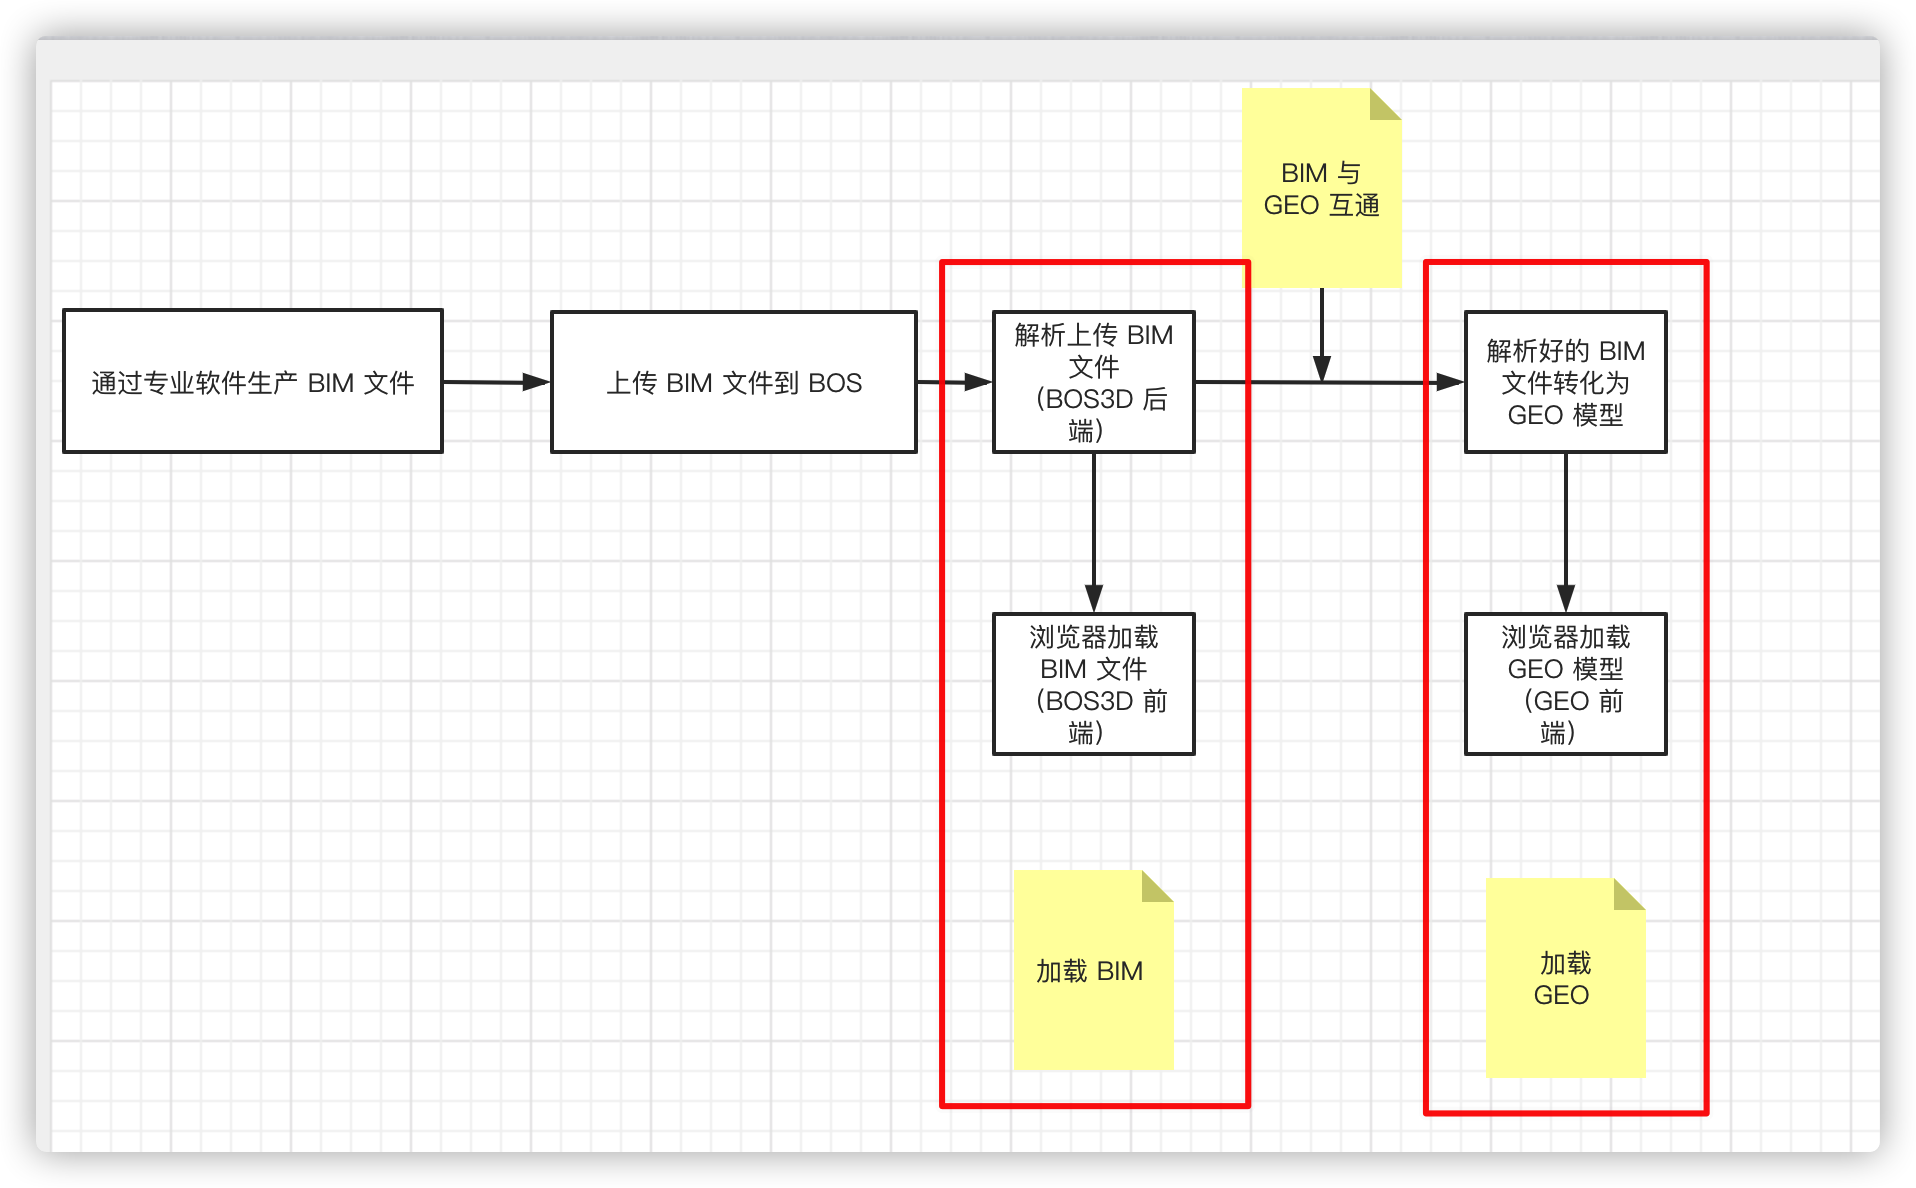 BIM 与
GEO 互通
通过专业软件生产 BIM 文件
上传 BIM 文件到 BOS
解析上传 BIM
文件
（BOS3D 后
端）
解析好的 BIM
文件转化为
GEO 模型
浏览器加载
BIM 文件
（BOS3D 前
端）
浏览器加载
GEO 模型
（GEO 前
端）
加载 BIM
加载
GEO